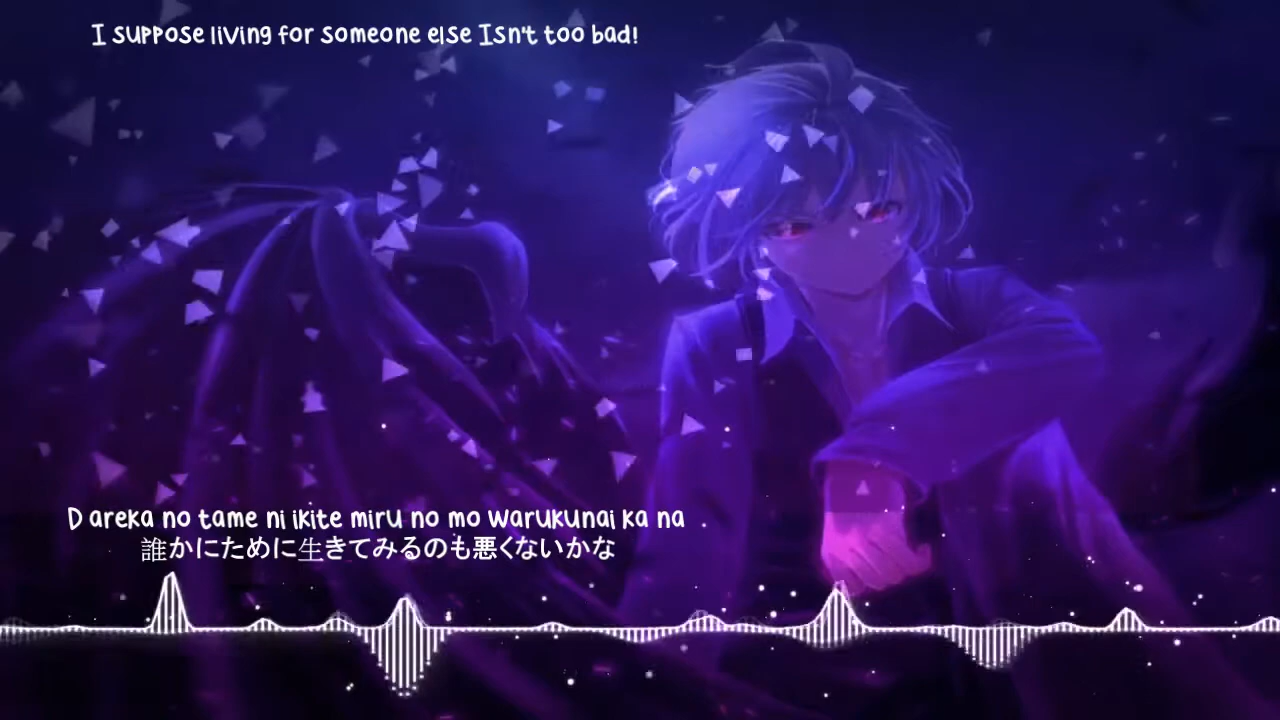 I suppose living for someone else Isn't too bad!
D areka no tame ni ikite miru no mo warukunai ka na .
誰かにために生きてみるのも悪くないかな